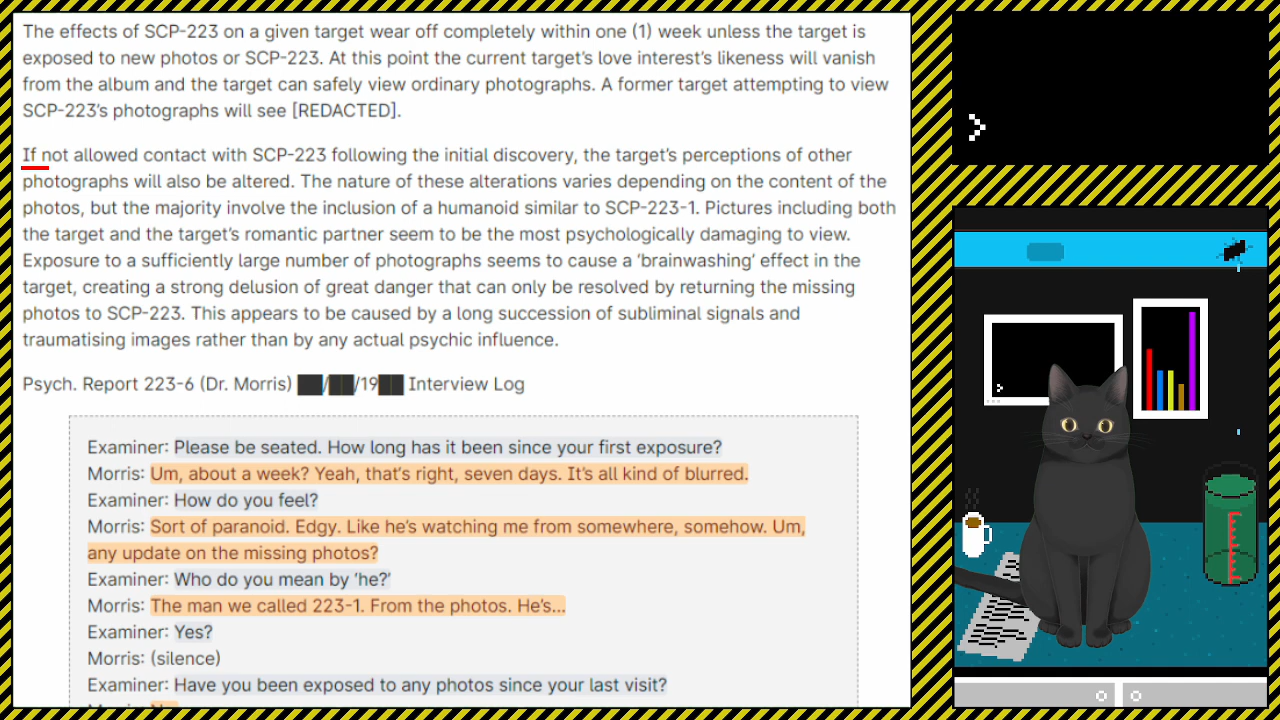 The effects of SCP-223 on a given target wear off completely within one (1) week unless the target is
exposed to new photos or SCP-223. At this point the current target's love interest's likeness will vanish
from the album and the target can safely view ordinary photographs. A former target attempting to view
SCP-223's photographs will see [REDACTED].
If not allowed contact with SCP-223 following the initial discovery, the target's perceptions of other
photographs will also be altered. The nature of these alterations varies depending on the content of the
photos, but the majority involve the inclusion of a humanoid similar to SCP-223-1. Pictures including both
the target and the target's romantic partner seem to be the most psychologically damaging to view.
Exposure to a sufficiently large number of photographs seems to cause a ‘brainwashing’ effect in the
target, creating a strong delusion of great danger that can only be resolved by returning the missing
photos to SCP-223. This appears to be caused by a long succession of subliminal signals and
traumatising images rather than by any actual psychic influence.
Psych. Report 223-6 (Dr. Morris) ██/██/19██ Interview Log
Examiner: Please be seated. How long has it been since your first exposure?
Morris: Um, about a week? Yeah, that's right, seven days. It's all kind of blurred.
Examiner: How do you feel?
Morris: Sort of paranoid. Edgy. Like he's watching me from somewhere, somehow. Um,
any update on the missing photos?
Examiner: Who do you mean by ‘he?’
Morris: The man we called 223-1. From the photos. He's…
Examiner: Yes?
Morris: (silence)
Examiner: Have you been exposed to any photos since your last visit?